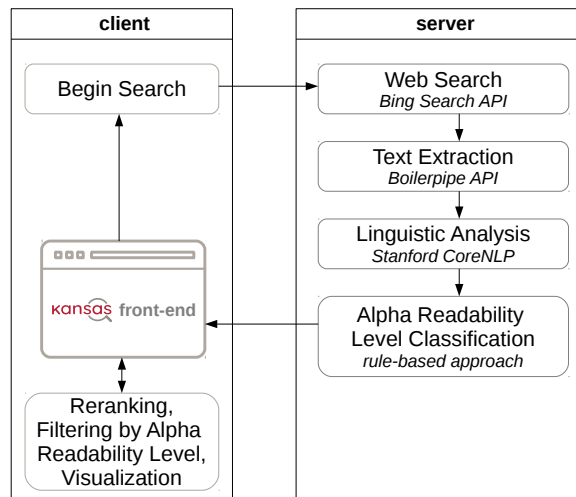 client
Begin Search
kansas front-end
Reranking,
Filtering by Alpha
Readability Level,
Visualization
server
Web Search
Bing Search API
Text Extraction
Boilerpipe API
Linguistic Analysis
Stanford CoreNLP
Alpha Readability
Level Classification
rule-based approach